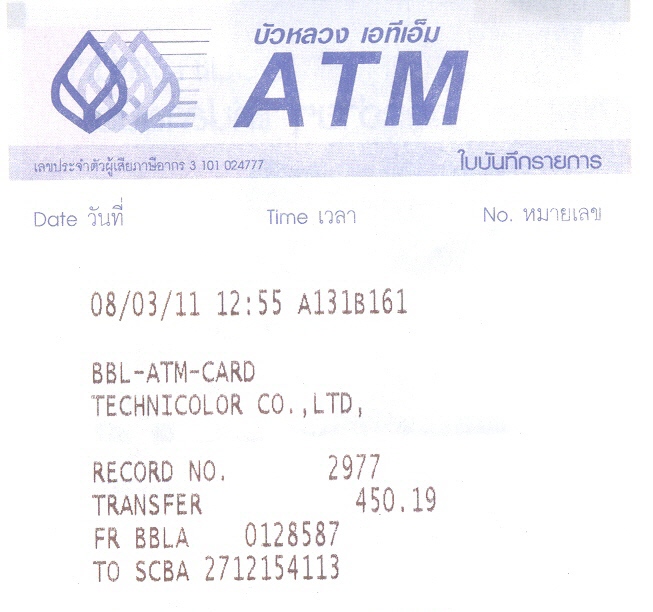 บัวหลวง เอทีเอ็ม
ATM
เลขประจำตัวผู้เสียภาษีอากร 3 101 024777
ใบบันทึกรายการ
Date วันที่ Time เวลา No. หมายเลข
08/03/11 12:55 A131B161
BBL-ATM-CARD
TECHNICOLOR CO.,LTD,
RECORD NO. 2977
TRANSFER 450.19
FR BBLA 0128587
TO SCBA 2712154113